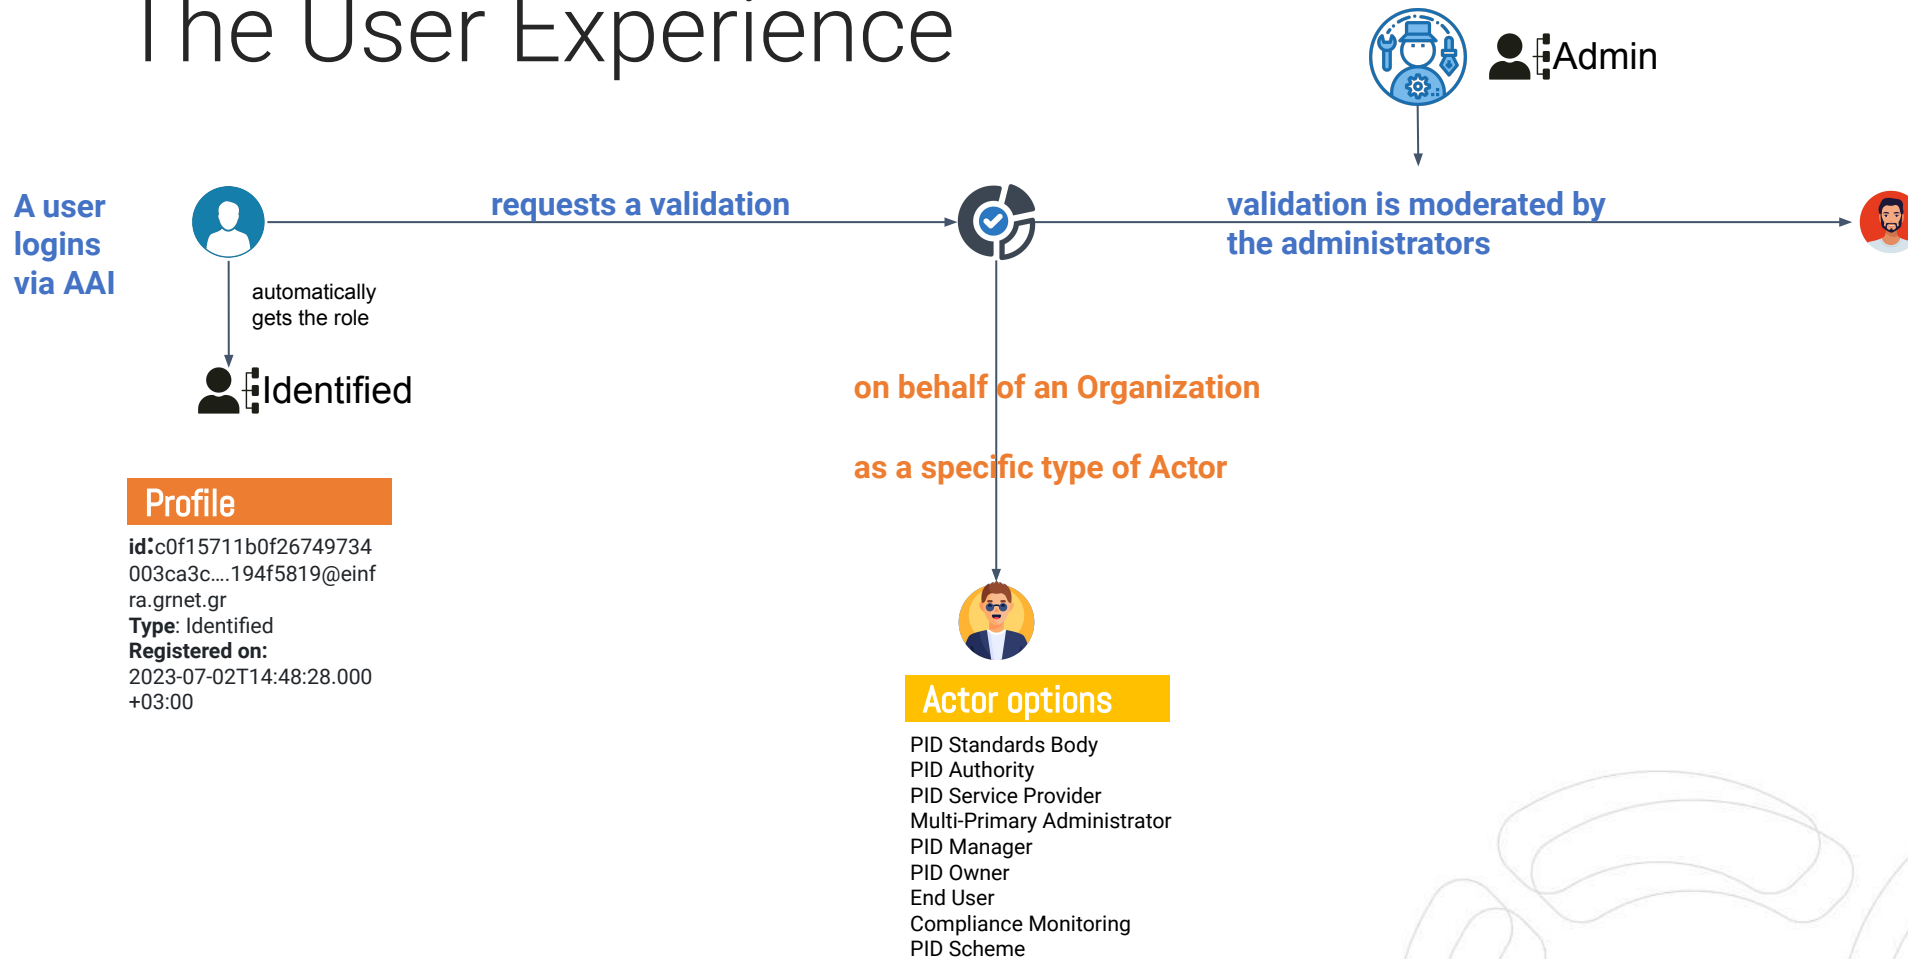 The User Experience
Admin
A user
logins
via AAI
requests a validation
validation is moderated by
the administrators
automatically
gets the role
Identified
on behalf of an Organization
as a specific type of Actor
Profile
id:c0f15711b0f26749734
003ca3c....194f5819@einf
ra.grnet.gr
Type: Identified
Registered on:
2023-07-02T14:48:28.000
+03:00
Actor options
PID Standards Body
PID Authority
PID Service Provider
Multi-Primary Administrator
PID Manager
PID Owner
End User
Compliance Monitoring
PID Scheme